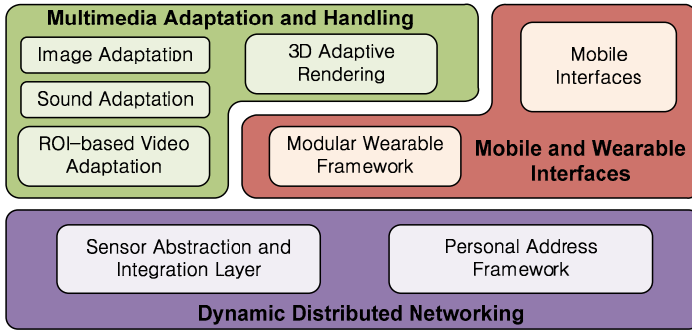 Multimedia Adaptation and Handling
Image Adaptation
Sound Adaptation
ROI-based Video
Adaptation
3D Adaptive
Rendering
Mobile
Interfaces
Modular Wearable
Framework
Mobile and Wearable
Interfaces
Sensor Abstraction and
Integration Layer
Personal Address
Framework
Dynamic Distributed Networking